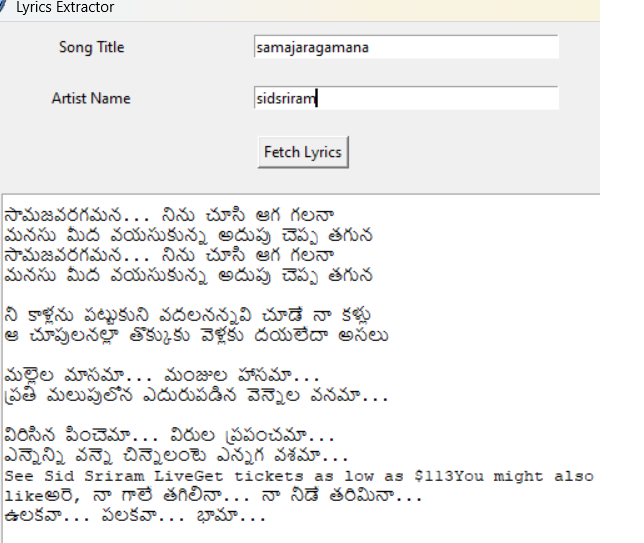 Lyrics Extractor
Song Title
samajaragamana
Artist Name
sidsriram
Fetch Lyrics
సామజవరగమన... నిను చూసి ఆగ గలనా
మనసు మీద వయసుకున్న అదుపు చెప్ప తగున
సామజవరగమన... నిను చూసి ఆగ గలనా
మనసు మీద వయసుకున్న అదుపు చెప్ప తగున
ని కాళ్లను పట్టుకుని వదలనన్నవి చూడే నా కళ్లు
ఆ చూపులనల్లా తొక్కుకు వెళ్లకు దయలేదా అసలు
మల్లెల మాసమా... మంజుల హాసమా...
ప్రతి మలుపులోన ఎదురుపడిన వెన్నెల వనమా...
విరిసిన పించెమా... విరుల ప్రపంచమా...
ఎన్నెన్ని వన్నె చిన్నెలంటె ఎన్నగ వశమా...
See Sid Sriram LiveGet tickets as low as $113You might also
likeఅరె, నా గాలే తగిలినా... నా నిడే తరిమినా...
ఉలకవా... పలకవా... భామా...